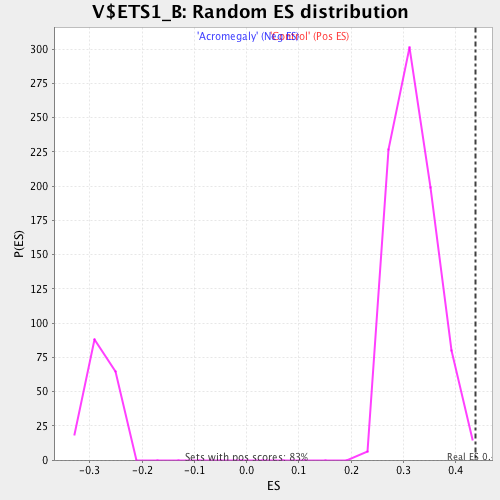 V$ETS1_B: Random ES distribution
'Acromegaly' (Neg ES)
'Control' (Pos ES)
300
275
250
225
200
175
150
125
100
75
50
25
0
P(ES)
Sets with pos scores: 83%
Real ES 0.
-0.3 -0.2 -0.1 0.0 0.1 0.2 0.3 0.4
ES